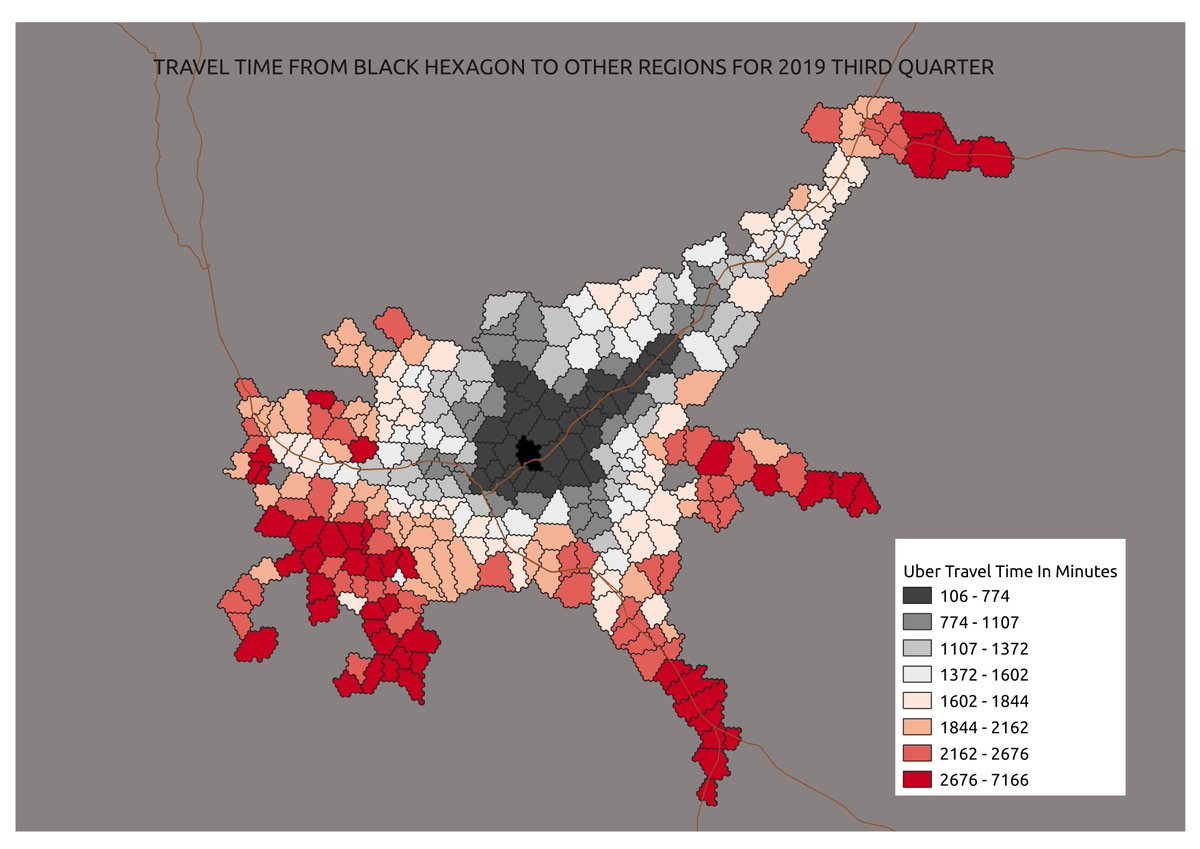 TRAVEL TIME FROM BLACK HEXAGON TO OTHER REGIONS FOR 2019 THIRD QUARTER
Uber Travel Time In Minutes
106 - 774
774 - 1107
1107 - 1372
1372 - 1602
1602 - 1844
1844 - 2162
2162 - 2676
2676 - 7166